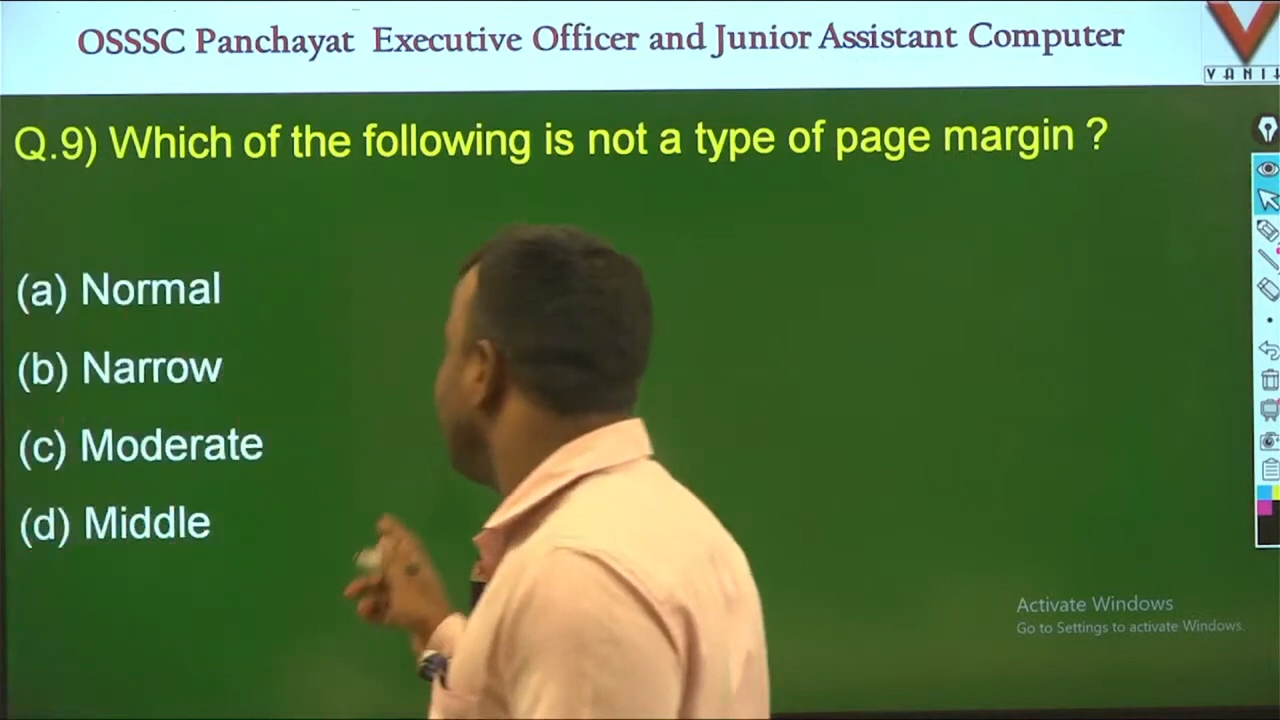 OSSSC Panchayat Executive Officer and Junior Assistant Computer
Q.9) Which of the following is not a type of page margin ?
(a) Normal
(b) Narrow
(c) Moderate
(d) Middle
Activate Windows
Go to Settings to activate Windows.